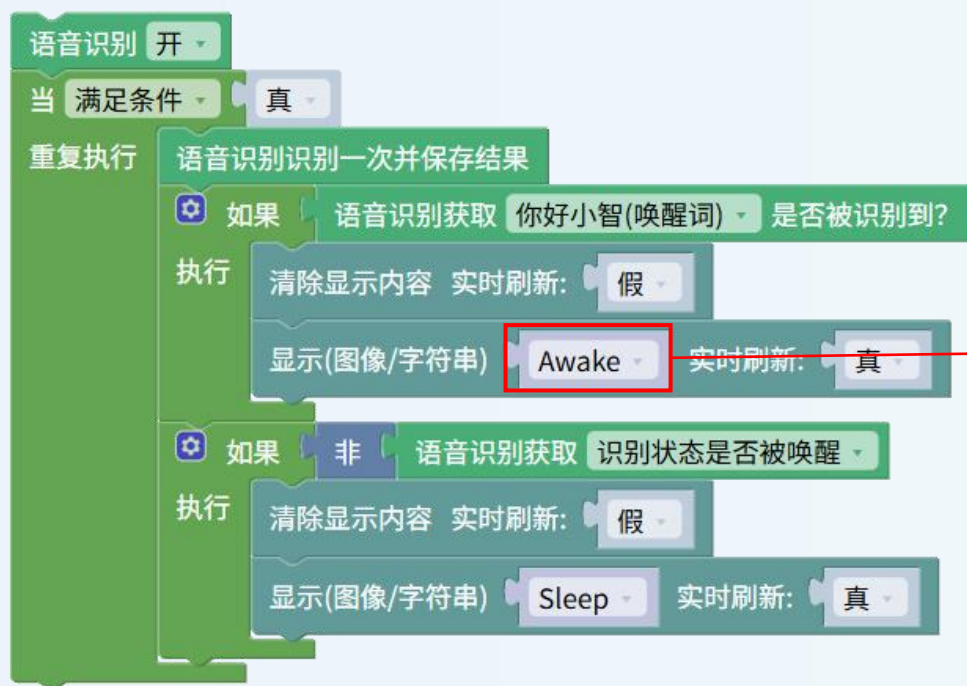 语音识别 开
当 满足条件 真
重复执行
语音识别识别一次并保存结果
如果 语音识别获取 你好小智(唤醒词) 是否被识别到?
执行
清除显示内容 实时刷新: 假
显示(图像/字符串) Awake 实时刷新: 真
如果 非 语音识别获取 识别状态是否被唤醒
执行
清除显示内容 实时刷新: 假
显示(图像/字符串) Sleep 实时刷新: 真